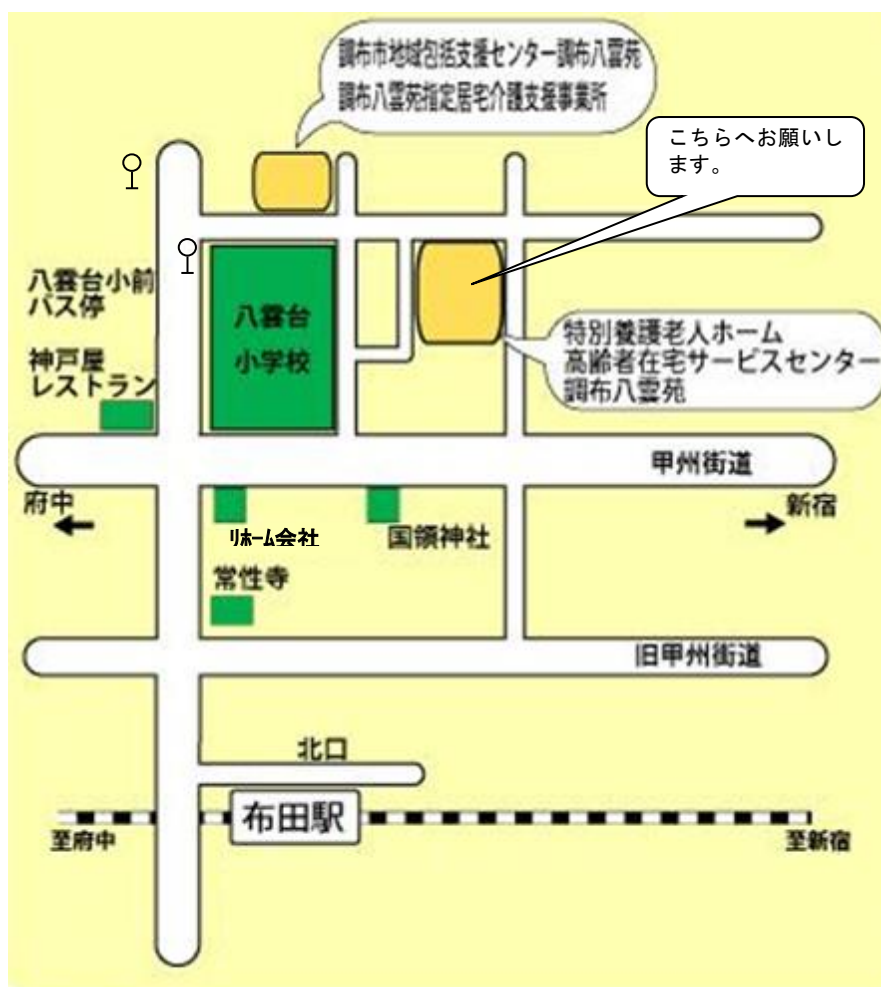 調布市地域包括支援センター調布八雲苑
調布八雲苑指定居宅介護支援事業所
こちらへお願いし
ます。
八雲台小前
バス停
八雲台
小学校
特別養護老人ホーム
高齢者在宅サービスセンター
調布八雲苑
神戸屋
レストラン
甲州街道
府中
新宿
ﾘﾎｰﾑ会社
国領神社
常性寺
旧甲州街道
北口
布田駅
至府中
至新宿